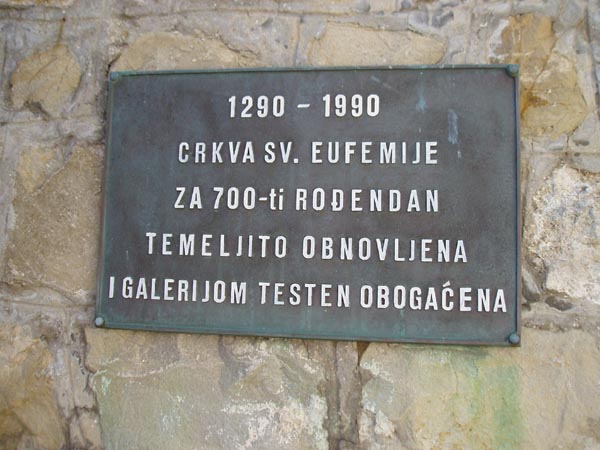 1290 - 1990
CRKVA SV. EUFEMIJE
ZA 700-ti ROĐENDAN
TEMELJITO OBNOVLJENA
I GALERIJOM TESTEN OBOGAĆENA